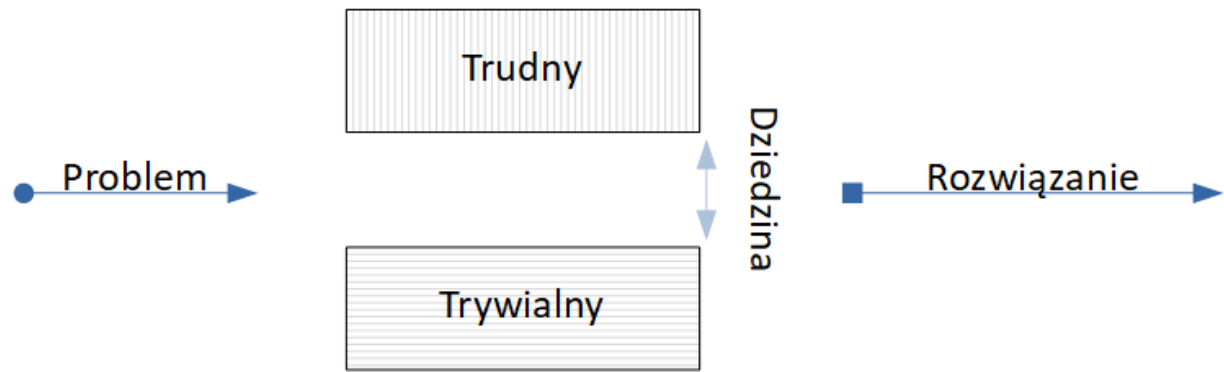 Trudny
Problem
Dziedzina
Rozwiązanie
Trywialny